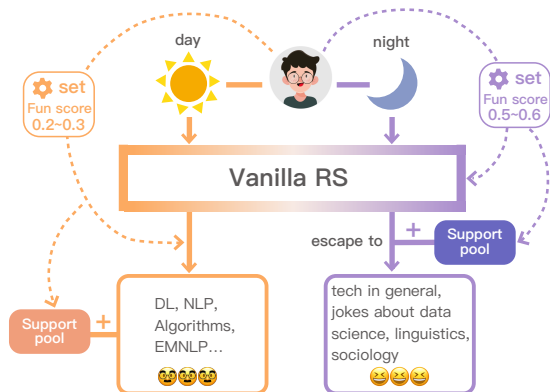 day
night
set
Fun score
0.2~0.3
set
Fun score
0.5~0.6
Vanilla RS
escape to
+
Support
pool
Support
pool
+
DL, NLP,
Algorithms,
EMNLP...
tech in general,
jokes about data
science, linguistics,
sociology